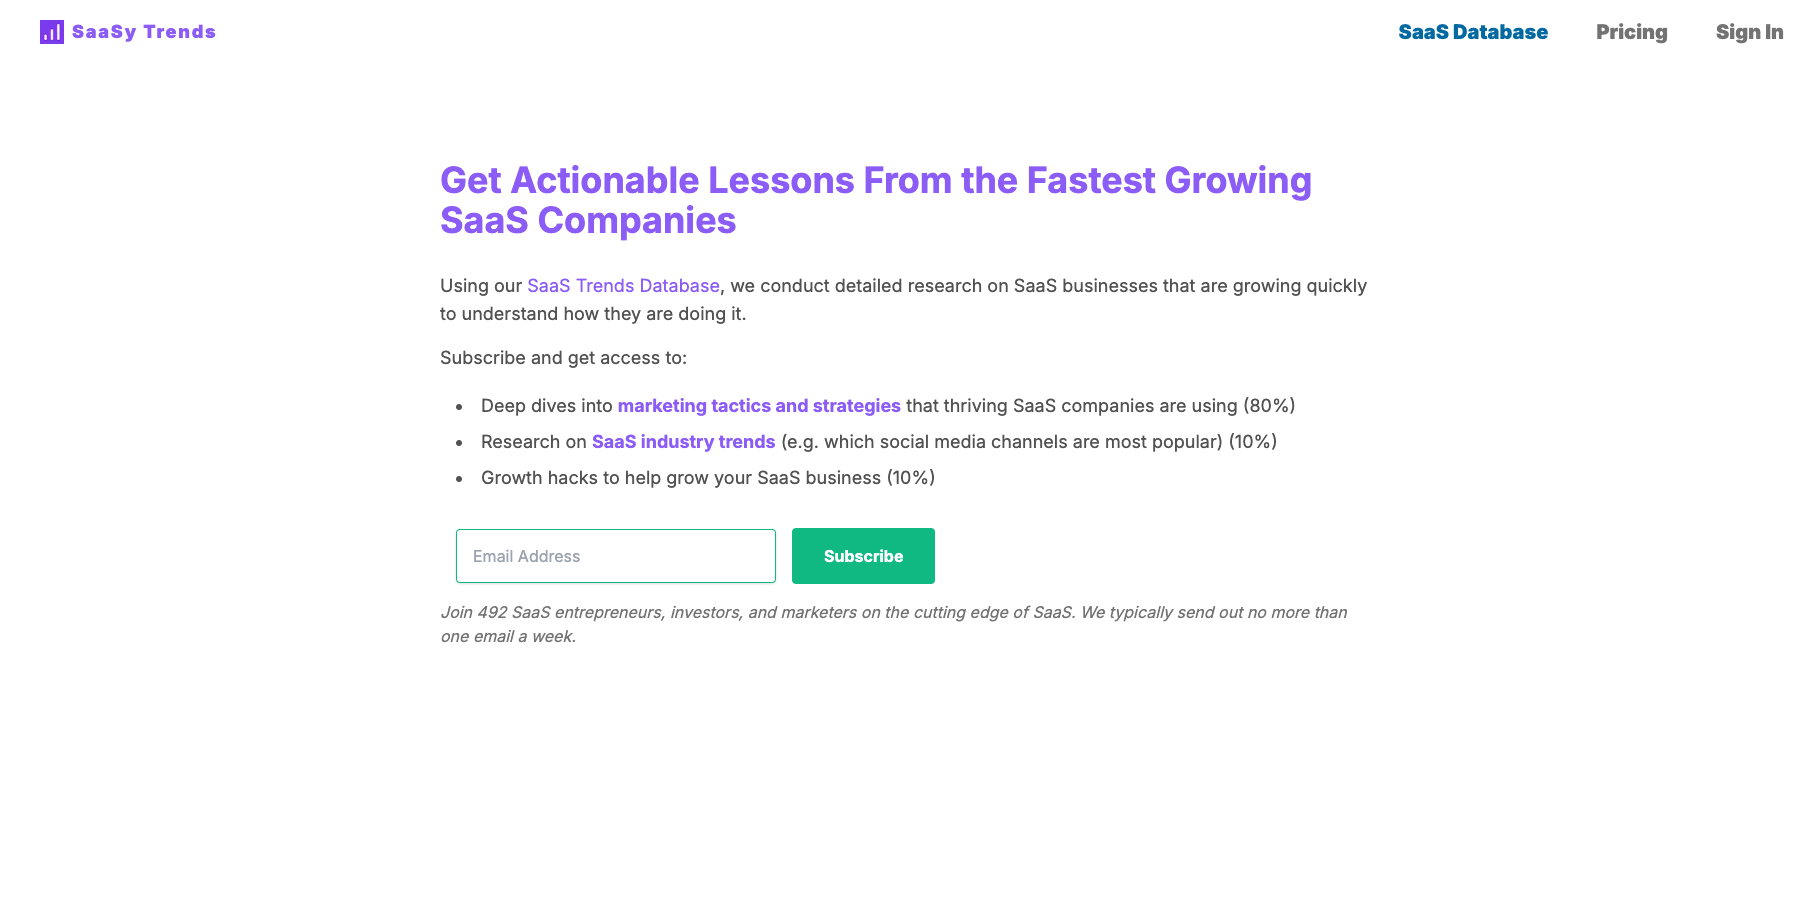 SaaSy Trends
SaaS Database
Pricing
Sign In
Get Actionable Lessons From the Fastest Growing
SaaS Companies
Using our SaaS Trends Database, we conduct detailed research on SaaS businesses that are growing quickly
to understand how they are doing it.
Subscribe and get access to:
• Deep dives into marketing tactics and strategies that thriving SaaS companies are using (80%)
• Research on SaaS industry trends (e.g. which social media channels are most popular) (10%)
• Growth hacks to help grow your SaaS business (10%)
Email Address
Subscribe
Join 492 SaaS entrepreneurs, investors, and marketers on the cutting edge of SaaS. We typically send out no more than
one email a week.